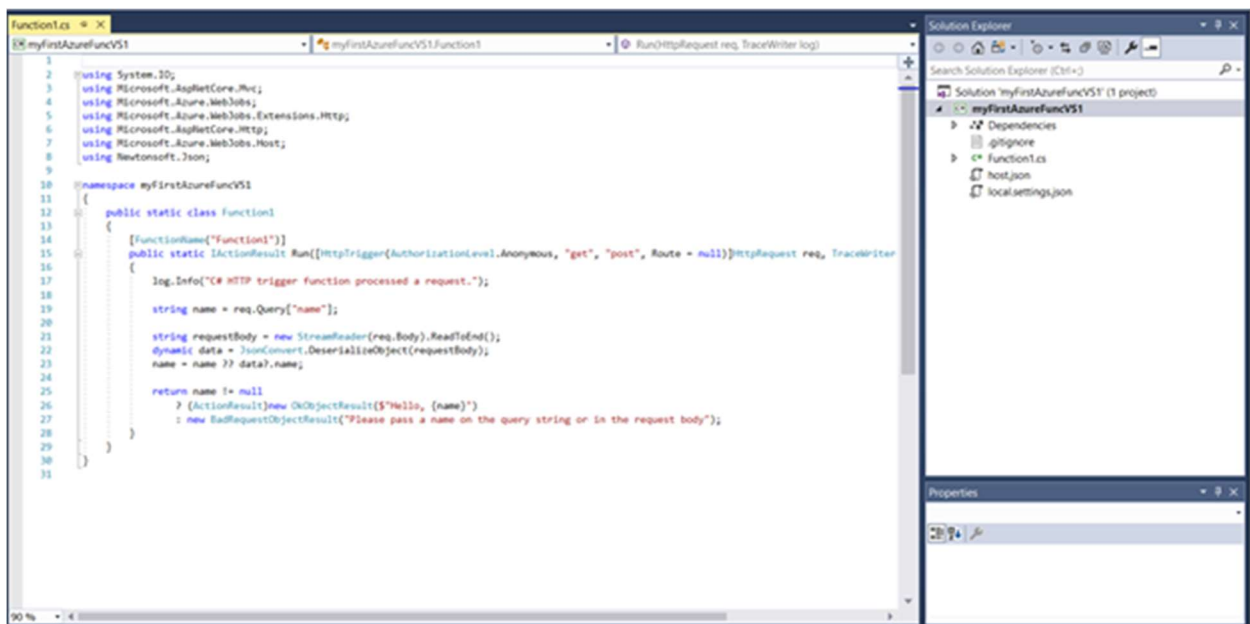 Function1.cs
myFirstAzureFuncVS1
myFirstAzureFuncVS1.Function1
Run(HttpRequest req, TraceWriter log)
1
2 using System.IO;
3 using Microsoft.AspNetCore.Mvc;
4 using Microsoft.Azure.WebJobs;
5 using Microsoft.Azure.WebJobs.Extensions.Http;
6 using Microsoft.AspNetCore.Http;
7 using Microsoft.Azure.WebJobs.Host;
8 using Newtonsoft.Json;
9
10 namespace myFirstAzureFuncVS1
11 {
12 public static class Function1
13 {
14 [FunctionName("Function1")]
15 public static IActionResult Run([HttpTrigger(AuthorizationLevel.Anonymous, "get", "post", Route = null)]HttpRequest req, TraceWriter
16 {
17 log.Info("C# HTTP trigger function processed a request.");
18
19 string name = req.Query["name"];
20
21 string requestBody = new StreamReader(req.Body).ReadToEnd();
22 dynamic data = JsonConvert.DeserializeObject(requestBody);
23 name = name ?? data?.name;
24
25 return name != null
26 ? (ActionResult)new OkObjectResult($"Hello, {name}")
27 : new BadRequestObjectResult("Please pass a name on the query string or in the request body");
28 }
29 }
30 }
31
90 %
Solution Explorer
Search Solution Explorer (Ctrl+;)
Solution 'myFirstAzureFuncVS1' (1 project)
myFirstAzureFuncVS1
Dependencies
.gitignore
C# Function1.cs
host.json
local.settings.json
Properties